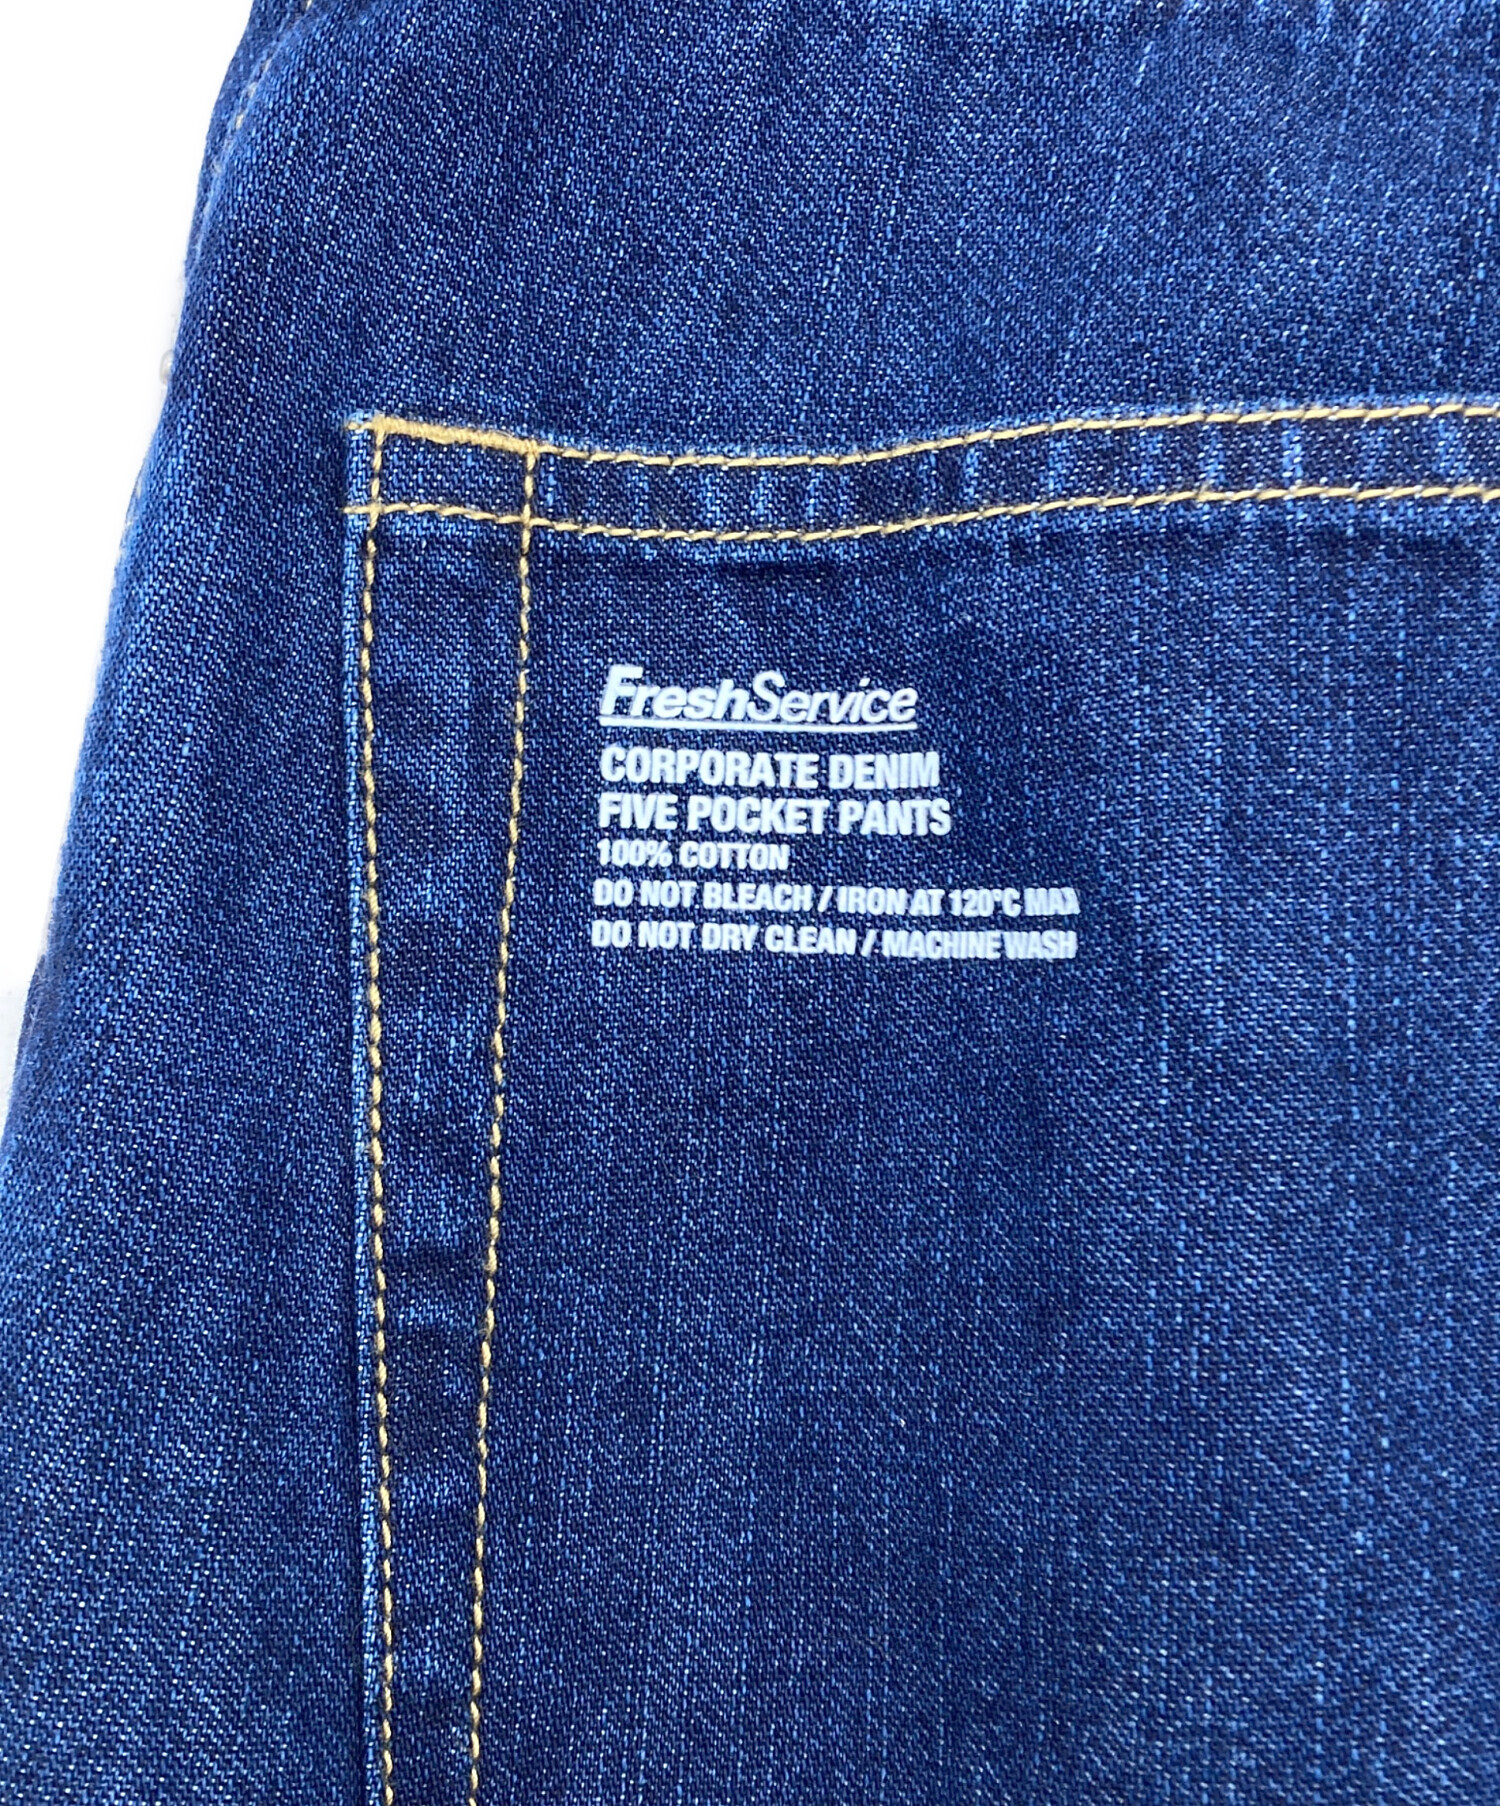 FreshService
CORPORATE DENIM
FIVE POCKET PANTS
100% COTTON
DO NOT BLEACH / IRON AT 120°C MAX
DO NOT DRY CLEAN / MACHINE WASH